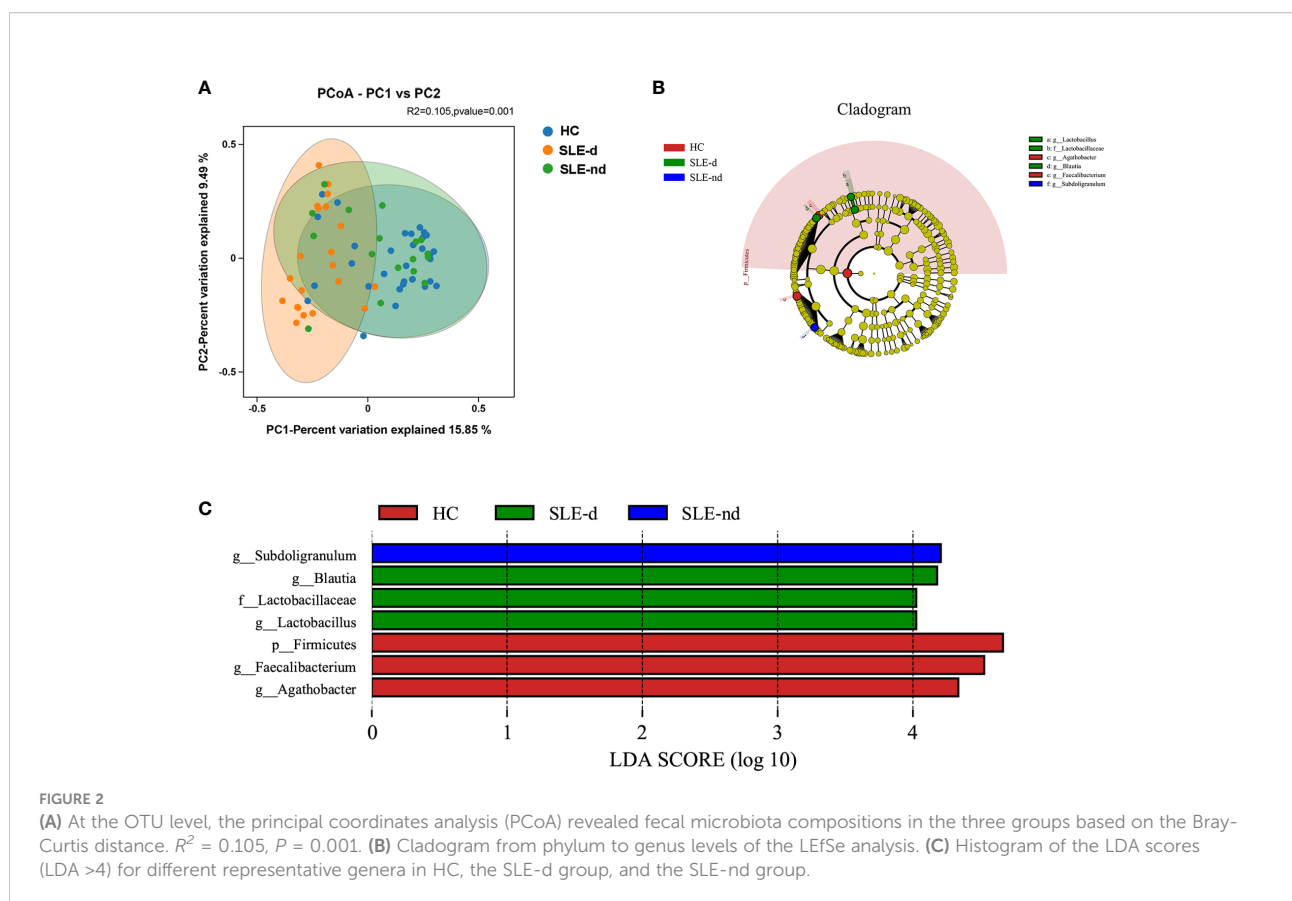 A
PCoA - PC1 vs PC2
R2=0.105,pvalue=0.001
PC2-Percent variation explained 9.49 %
0.5
0
-0.5
-0.5
0
0.5
PC1-Percent variation explained 15.85 %
HC
SLE-d
SLE-nd
B
Cladogram
HC
SLE-d
SLE-nd
p__Firmicutes
a: g__Lactobacillus
b: f__Lactobacillaceae
c: g__Agathobacter
d: g__Blautia
e: g__Faecalibacterium
f: g__Subdoligranulum
C
HC
SLE-d
SLE-nd
g__Subdoligranulum
g__Blautia
f__Lactobacillaceae
g__Lactobacillus
p__Firmicutes
g__Faecalibacterium
g__Agathobacter
0 1 2 3 4
LDA SCORE (log 10)
FIGURE 2
(A) At the OTU level, the principal coordinates analysis (PCoA) revealed fecal microbiota compositions in the three groups based on the Bray-
Curtis distance. R² = 0.105, P = 0.001. (B) Cladogram from phylum to genus levels of the LEfSe analysis. (C) Histogram of the LDA scores
(LDA >4) for different representative genera in HC, the SLE-d group, and the SLE-nd group.